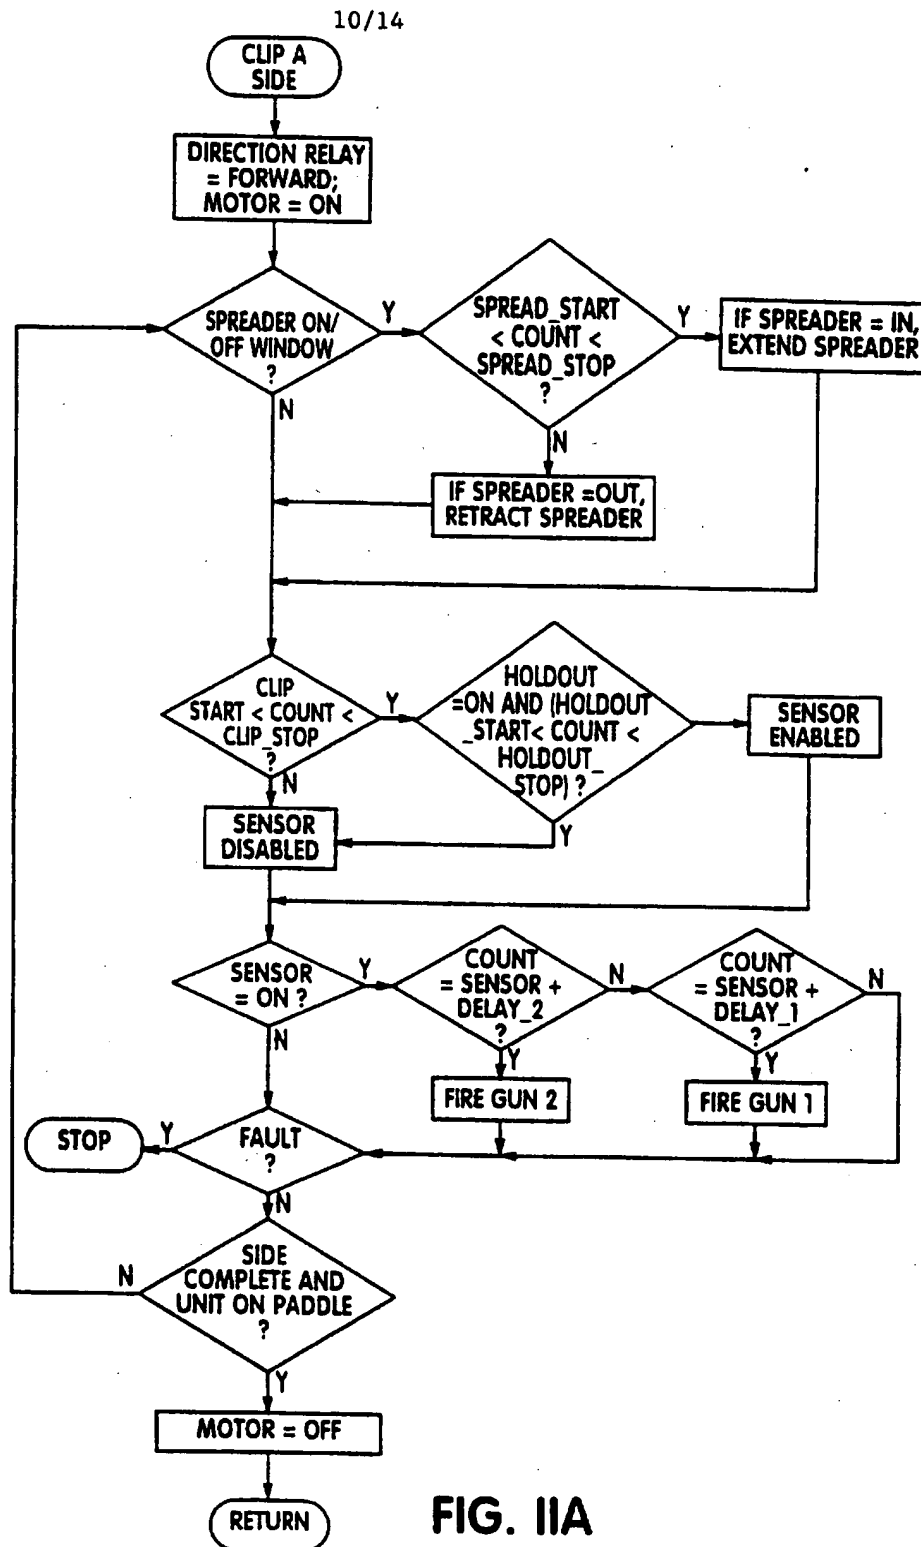 10/14
CLIP A
SIDE
DIRECTION RELAY
= FORWARD;
MOTOR = ON
SPREADER ON/
OFF WINDOW
?
Y
N
SPREAD_START
< COUNT <
SPREAD_STOP
?
Y
N
IF SPREADER = IN,
EXTEND SPREADER
IF SPREADER =OUT,
RETRACT SPREADER
CLIP
START < COUNT <
CLIP_STOP
?
Y
N
HOLDOUT
=ON AND (HOLDOUT
_START< COUNT <
HOLDOUT_
STOP) ?
Y
SENSOR
ENABLED
SENSOR
DISABLED
SENSOR
= ON ?
Y
N
COUNT
= SENSOR +
DELAY_2
?
N
Y
COUNT
= SENSOR +
DELAY_1
?
N
Y
FIRE GUN 2
FIRE GUN 1
STOP
Y
FAULT
?
N
SIDE
COMPLETE AND
UNIT ON PADDLE
?
N
Y
MOTOR = OFF
RETURN
FIG. IIA